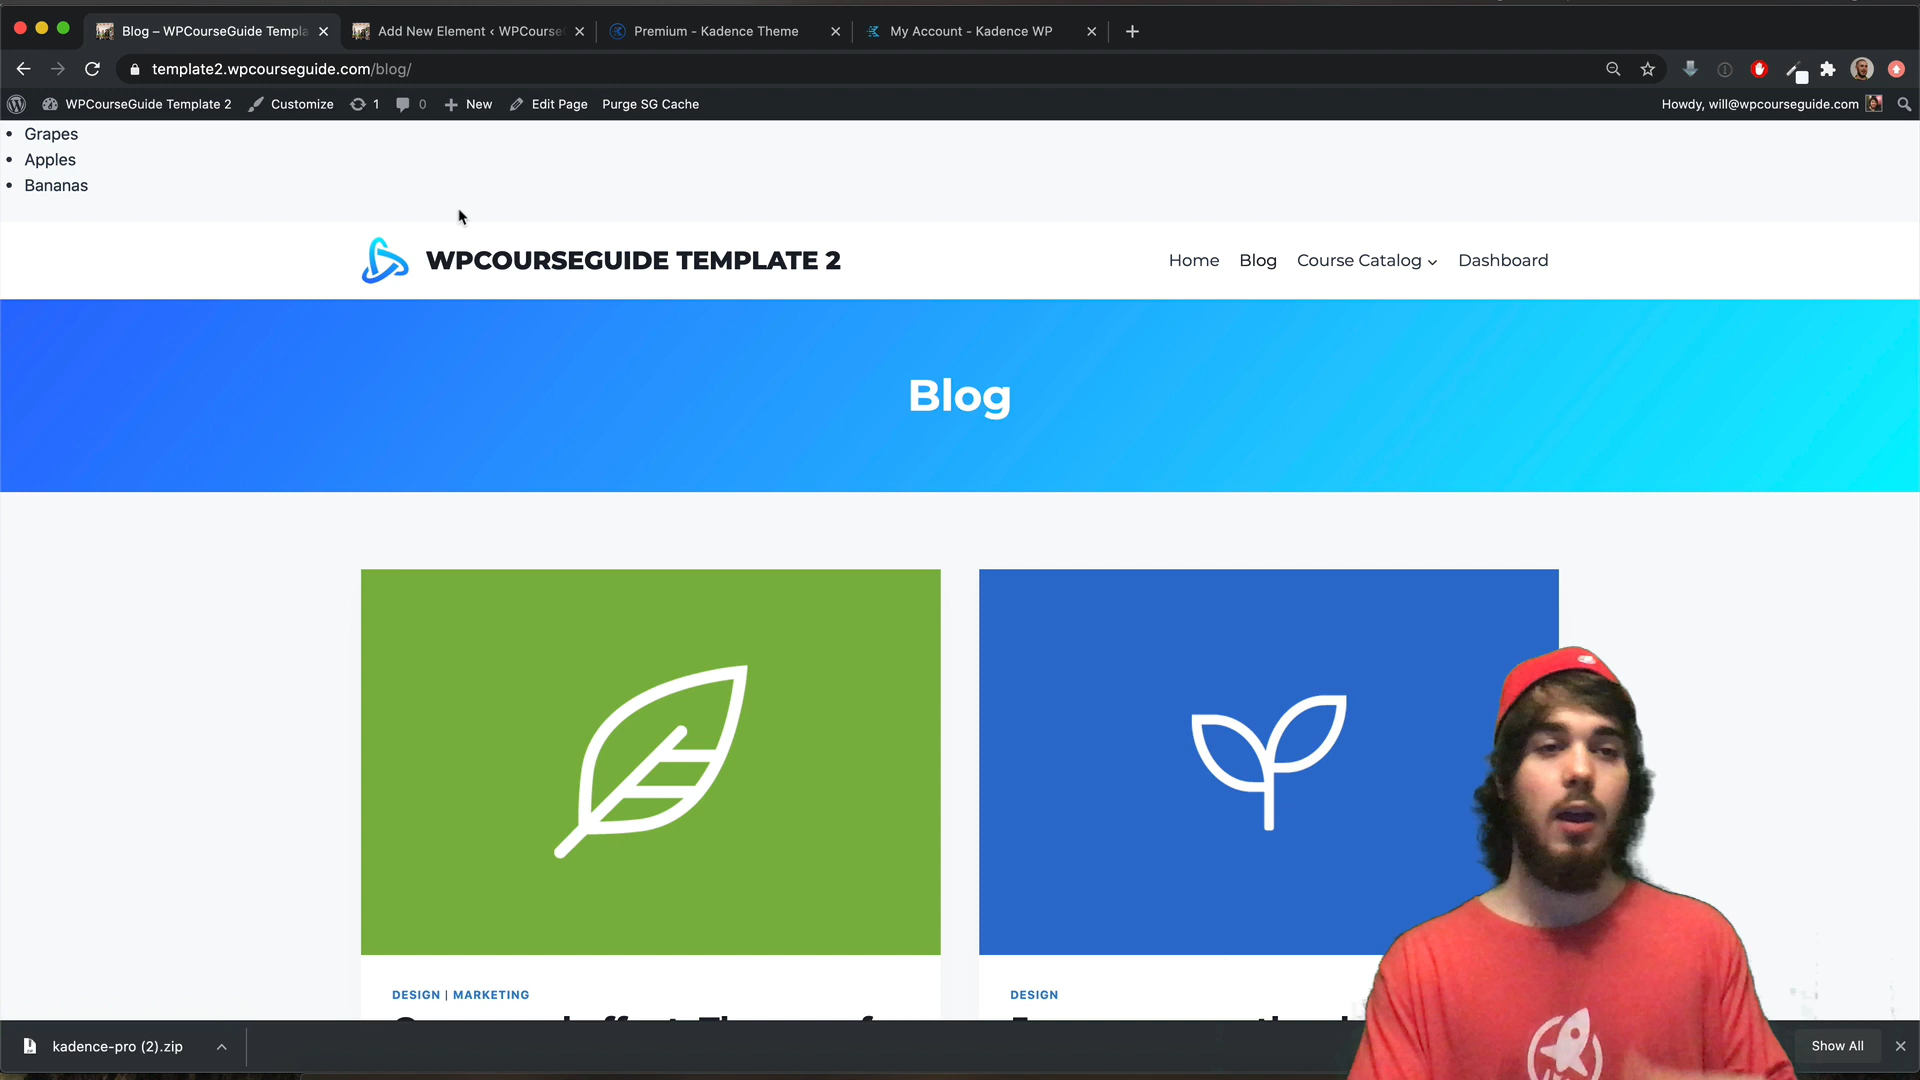 Blog – WPCourseGuide Templa
Add New Element ‹ WPCourse
Premium - Kadence Theme
My Account - Kadence WP
template2.wpcourseguide.com/blog/
WPCourseGuide Template 2
Customize
1
0
New
Edit Page
Purge SG Cache
Howdy, will@wpcourseguide.com
Grapes
Apples
Bananas
WPCOURSEGUIDE TEMPLATE 2
Home
Blog
Course Catalog
Dashboard
Blog
DESIGN | MARKETING
DESIGN
kadence-pro (2).zip
Show All